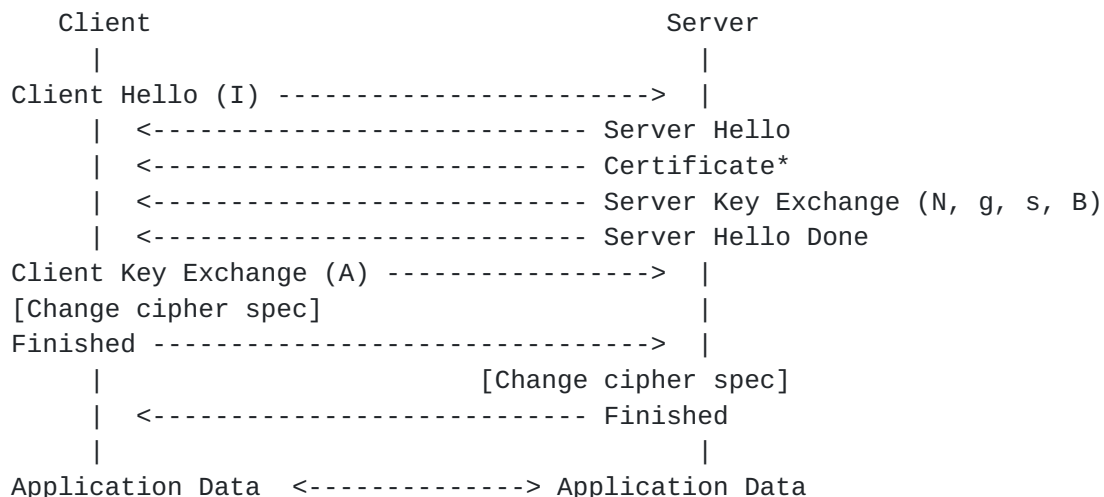 Client                                 Server
     |                                      |
Client Hello (I) ------------------------>  |
     |  <---------------------------- Server Hello
     |  <---------------------------- Certificate*
     |  <---------------------------- Server Key Exchange (N, g, s, B)
     |  <---------------------------- Server Hello Done
Client Key Exchange (A) ----------------->  |
[Change cipher spec]                        |
Finished -------------------------------->  |
     |                        [Change cipher spec]
     |  <---------------------------- Finished
     |                                      |
Application Data  <--------------> Application Data